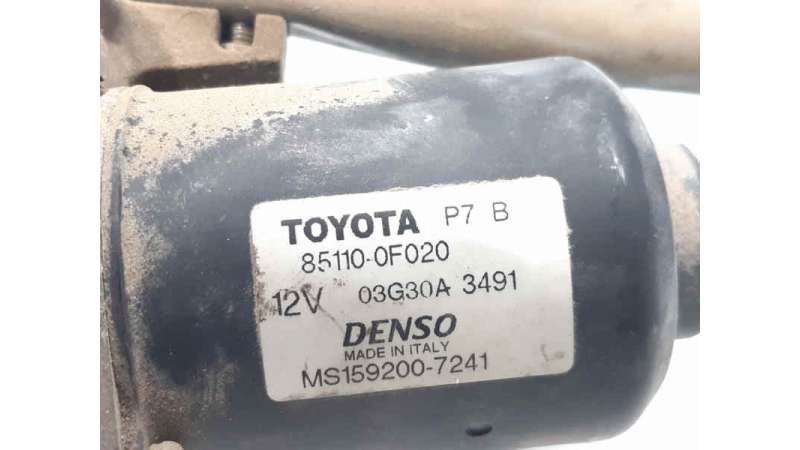 TOYOTA P7 B
85110-0F020
12V 03G30A 3491
DENSO
MADE IN ITALY
MS159200-7241